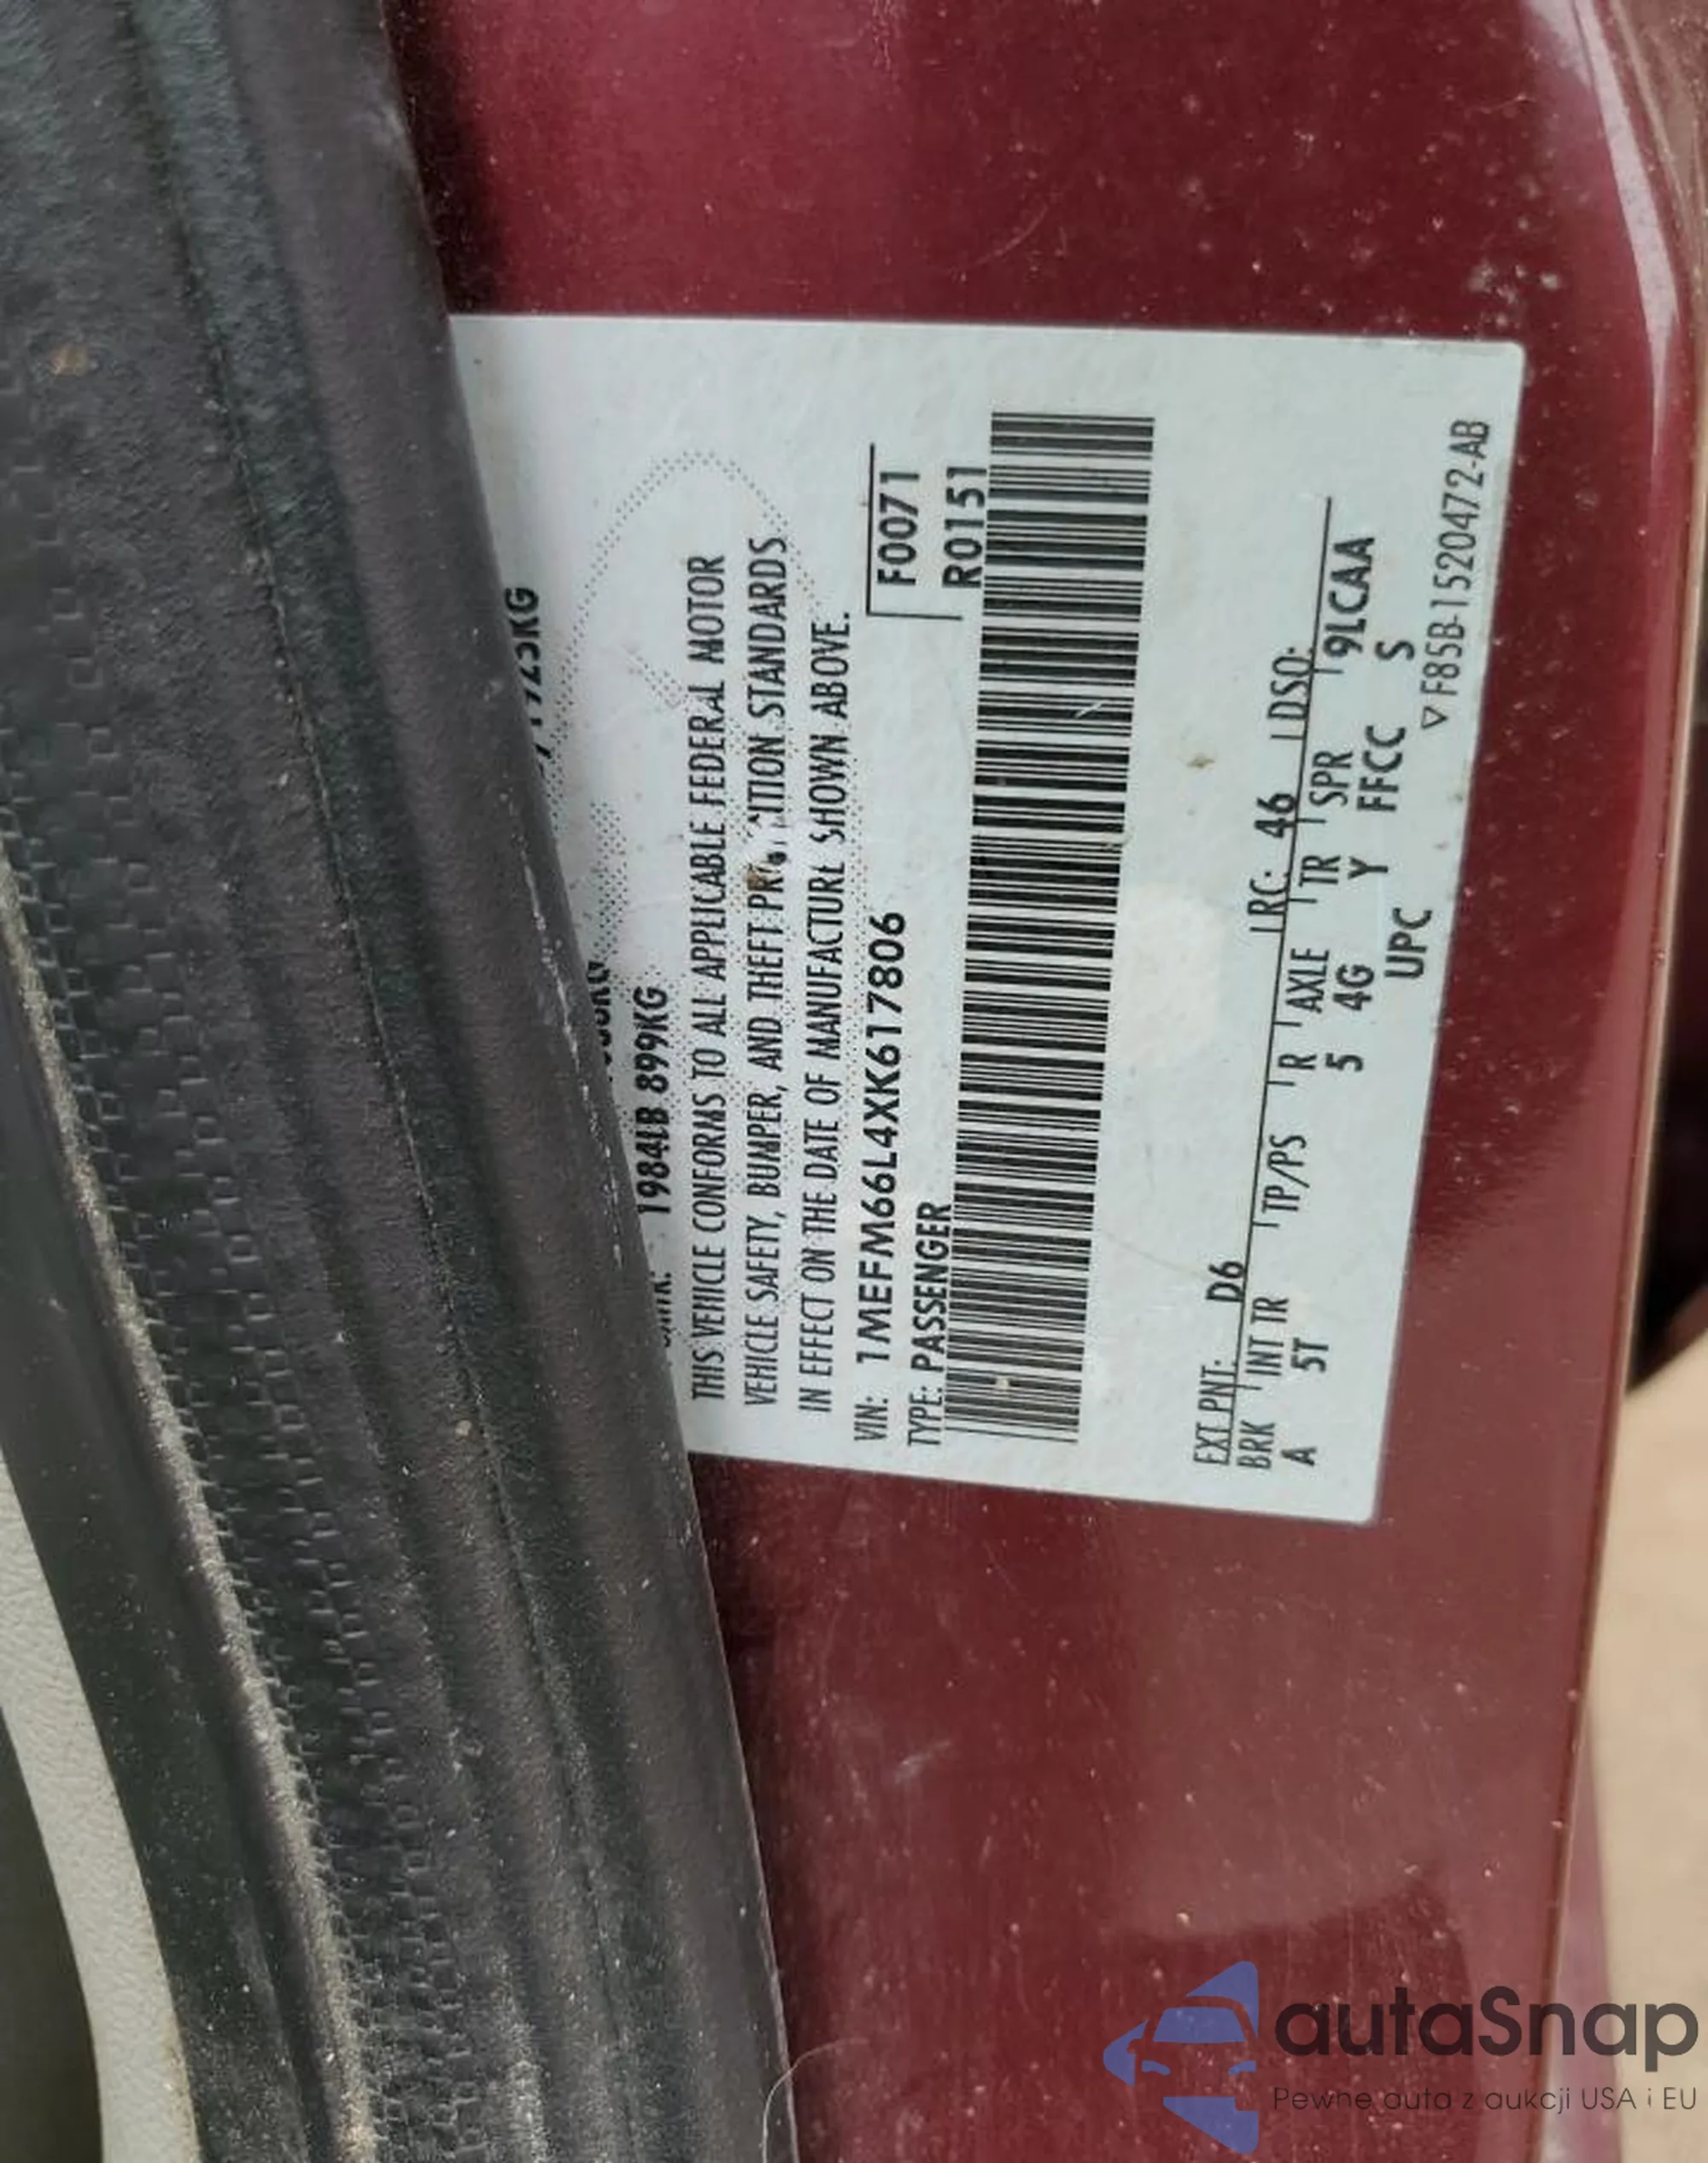 1984LB 899KG
THIS VEHICLE CONFORMS TO ALL APPLICABLE FEDERAL MOTOR
VEHICLE SAFETY, BUMPER, AND THEFT STANDARDS
IN EFFECT ON THE DATE OF MANUFACTURE SHOWN ABOVE.
VIN: 1MEFM66L4XK617806 F0071
TYPE: PASSENGER R0151
EXT PNT: D6 RC: 46 DSO:
BRK INT TR TP/PS R AXLE TR SPR 9LCAA
A 5T 5 4G Y FFCC S
UPC
▽F85B-1520472-AB
autaSnap
Pewne auta z aukcji USA i EU